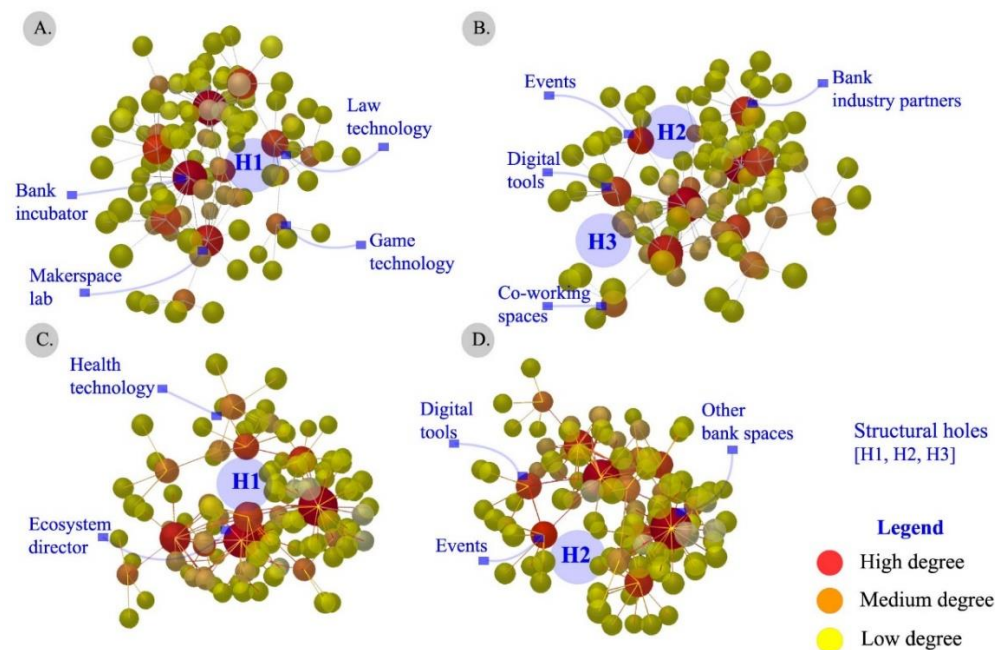 A.
H1
Law
technology
Bank
incubator
Game
technology
Makerspace
lab
B.
Events
H2
Bank
industry partners
Digital
tools
H3
Co-working
spaces
C.
Health
technology
H1
Ecosystem
director
D.
Digital
tools
Other
bank spaces
Events
H2
Structural holes
[H1, H2, H3]
Legend
High degree
Medium degree
Low degree